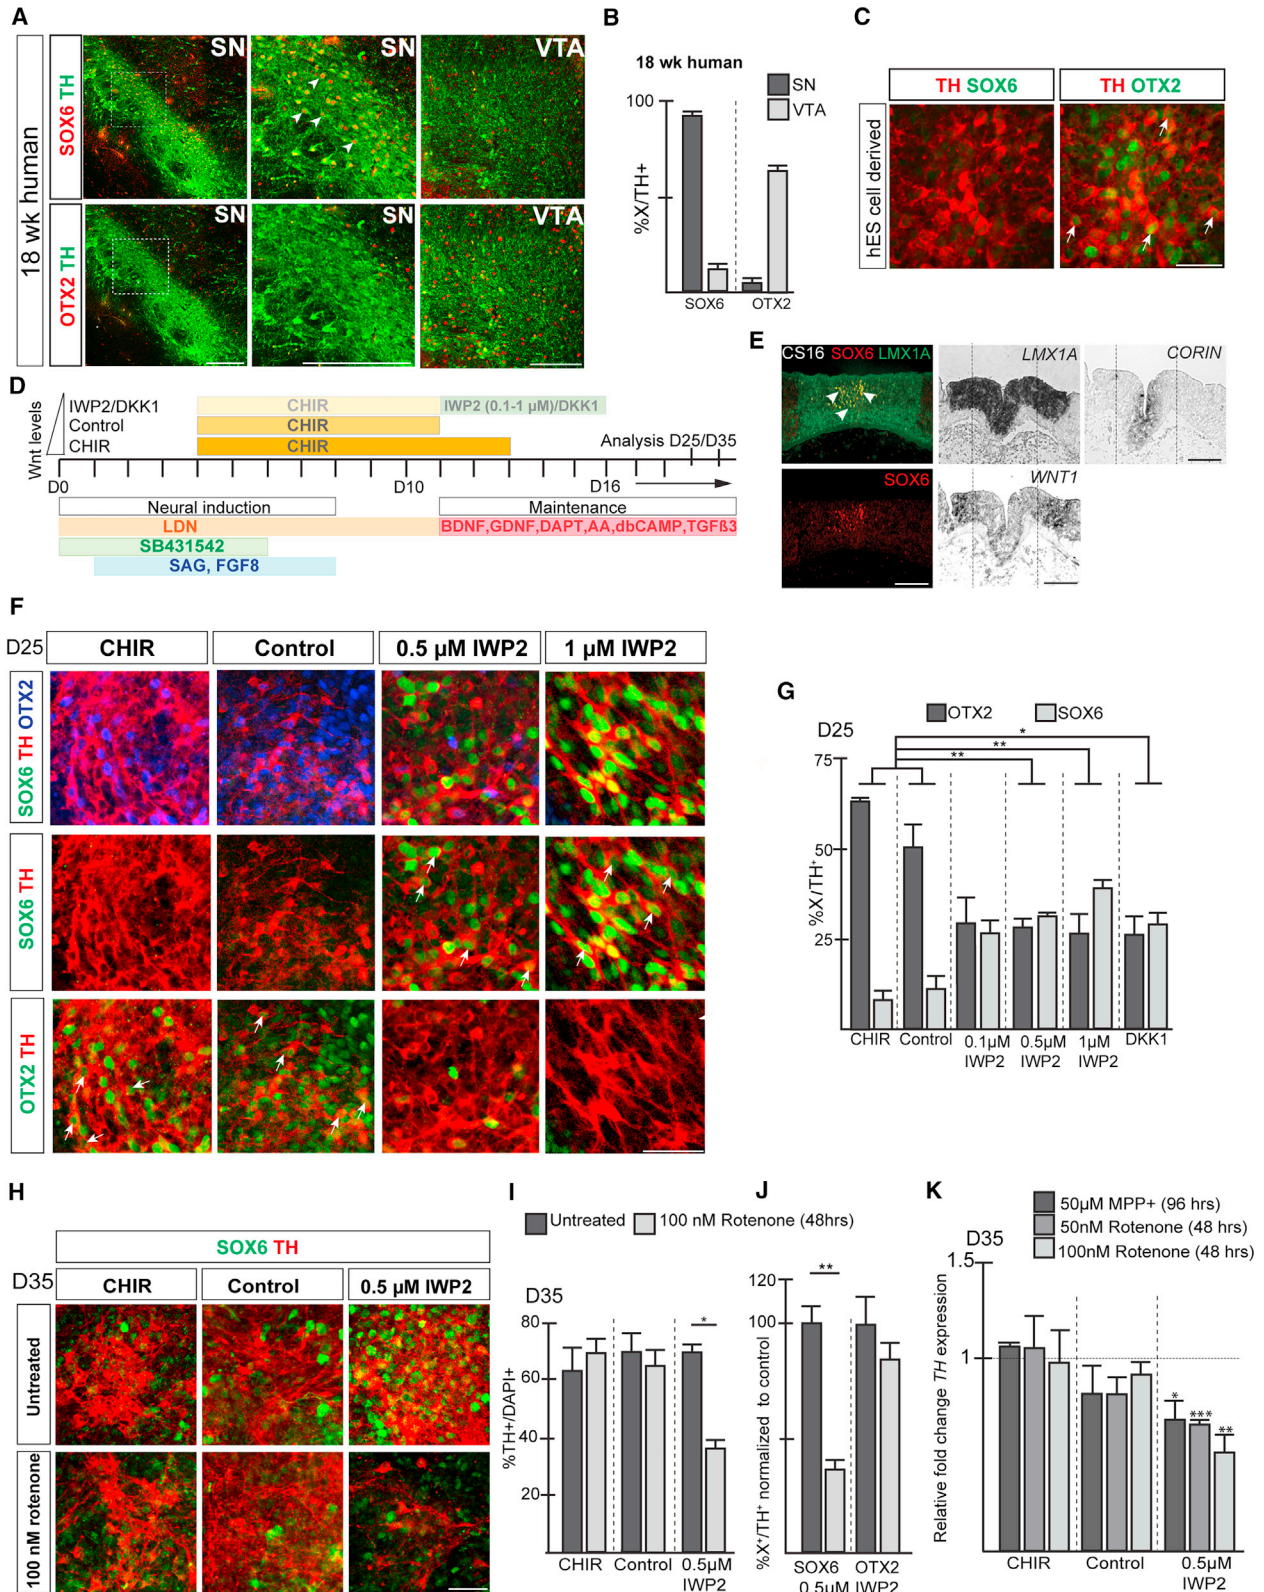 A
18 wk human
SOX6 TH
OTX2 TH
SN
SN
VTA
SN
SN
VTA
B
18 wk human
SN
VTA
100
%X/TH+
SOX6
OTX2
C
TH SOX6
TH OTX2
hES cell derived
D
Wnt levels
IWP2/DKK1
Control
CHIR
CHIR
IWP2 (0.1-1 µM)/DKK1
CHIR
CHIR
Analysis D25/D35
D0
D10
D16
Neural induction
Maintenance
LDN
BDNF,GDNF,DAPT,AA,dbCAMP,TGFß3
SB431542
SAG, FGF8
E
CS16 SOX6 LMX1A
LMX1A
CORIN
SOX6
WNT1
F
D25
CHIR
Control
0.5 µM IWP2
1 µM IWP2
SOX6 TH OTX2
SOX6 TH
OTX2 TH
G
OTX2
SOX6
D25
*
**
**
75
50
25
%X/TH+
CHIR
Control
0.1µM IWP2
0.5µM IWP2
1µM IWP2
DKK1
H
SOX6 TH
D35
CHIR
Control
0.5 µM IWP2
Untreated
100 nM rotenone
I
Untreated
100 nM Rotenone (48hrs)
D35
80
60
40
20
%TH+/DAPI+
*
CHIR
Control
0.5µM IWP2
J
120
100
%X+/TH+ normalized to control
**
SOX6
OTX2
0.5µM IWP2
K
50µM MPP+ (96 hrs)
50nM Rotenone (48 hrs)
100nM Rotenone (48 hrs)
D35
1.5
1
Relative fold change TH expression
*
***
**
CHIR
Control
0.5µM IWP2